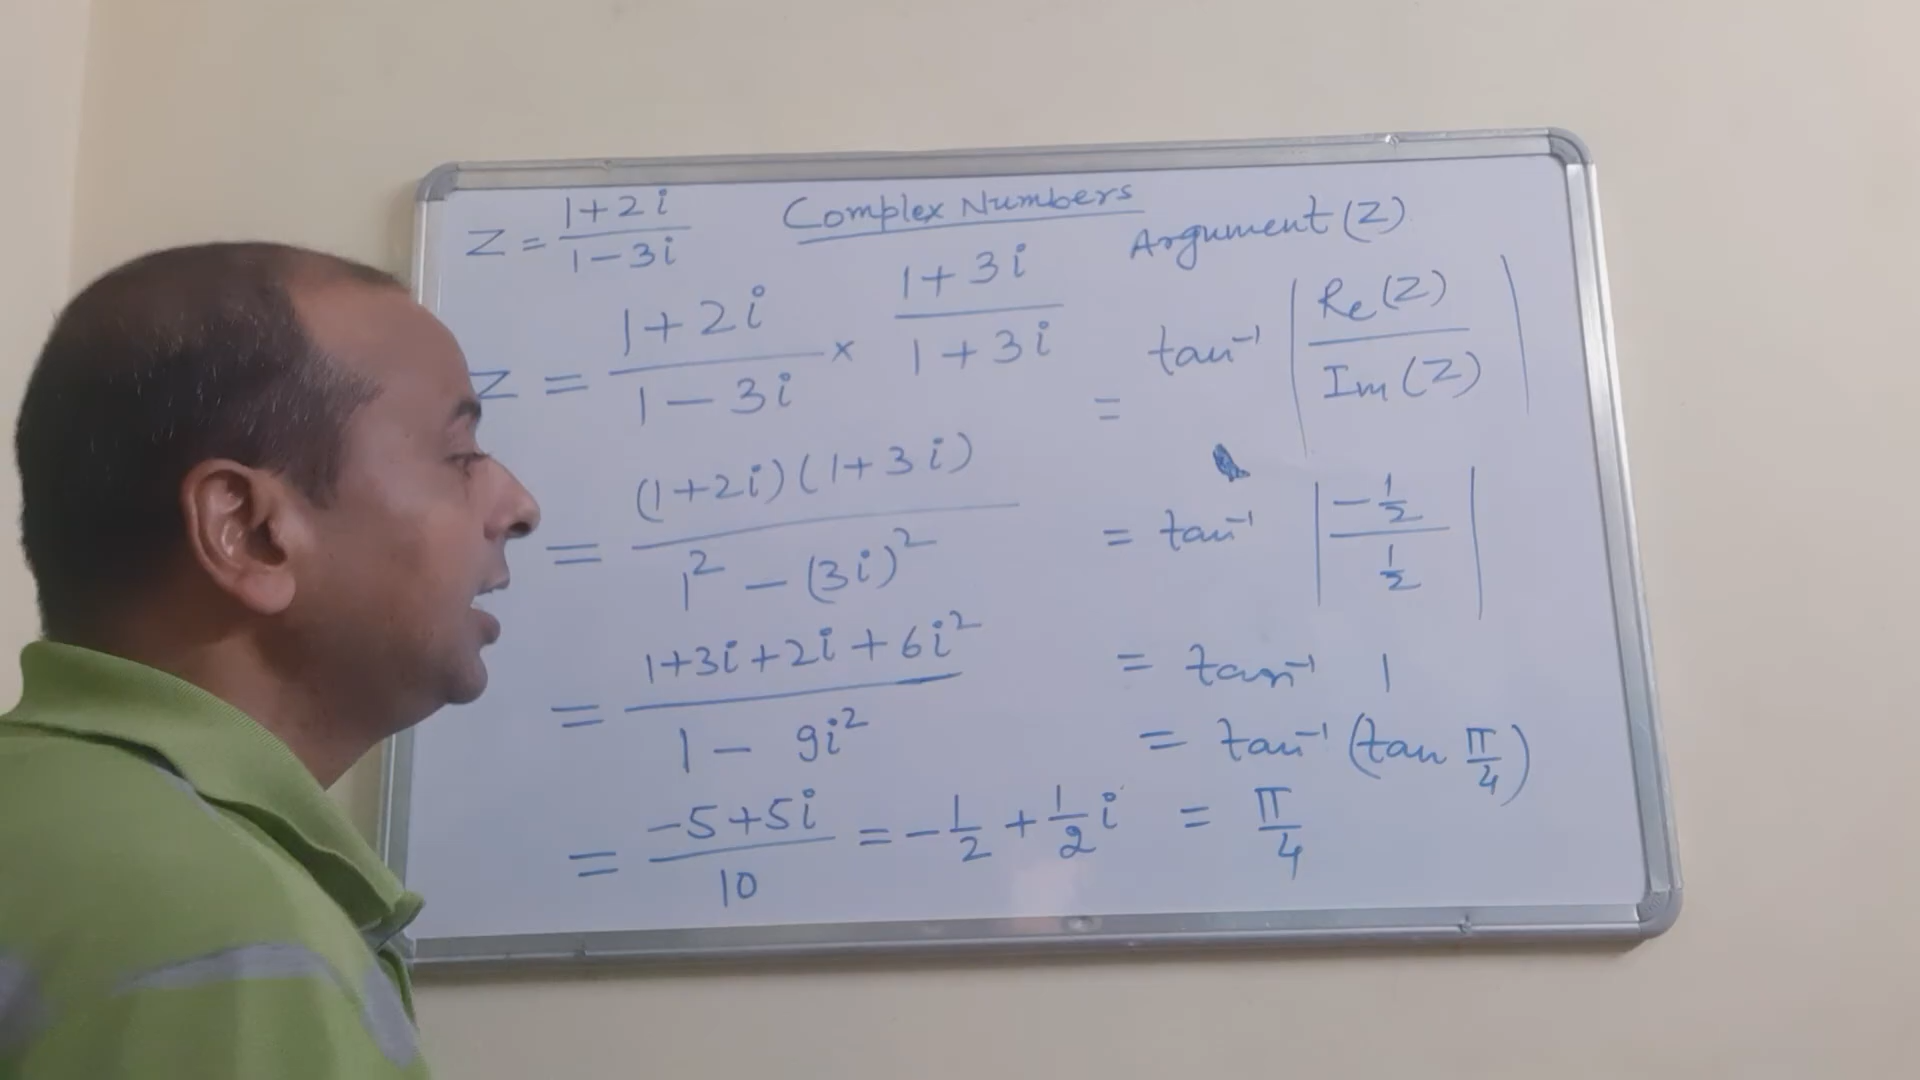 Complex Numbers
z = (1+2i)/(1-3i)
z = (1+2i)/(1-3i) × (1+3i)/(1+3i)
= (1+2i)(1+3i)/(1² - (3i)²)
= (1+3i+2i+6i²)/(1 - 9i²)
= (-5+5i)/10 = -1/2 + 1/2 i
Argument (Z)
= tan⁻¹ |Re(Z)/Im(Z)|
= tan⁻¹ |(-1/2)/(1/2)|
= tan⁻¹ 1
= tan⁻¹ (tan π/4)
= π/4